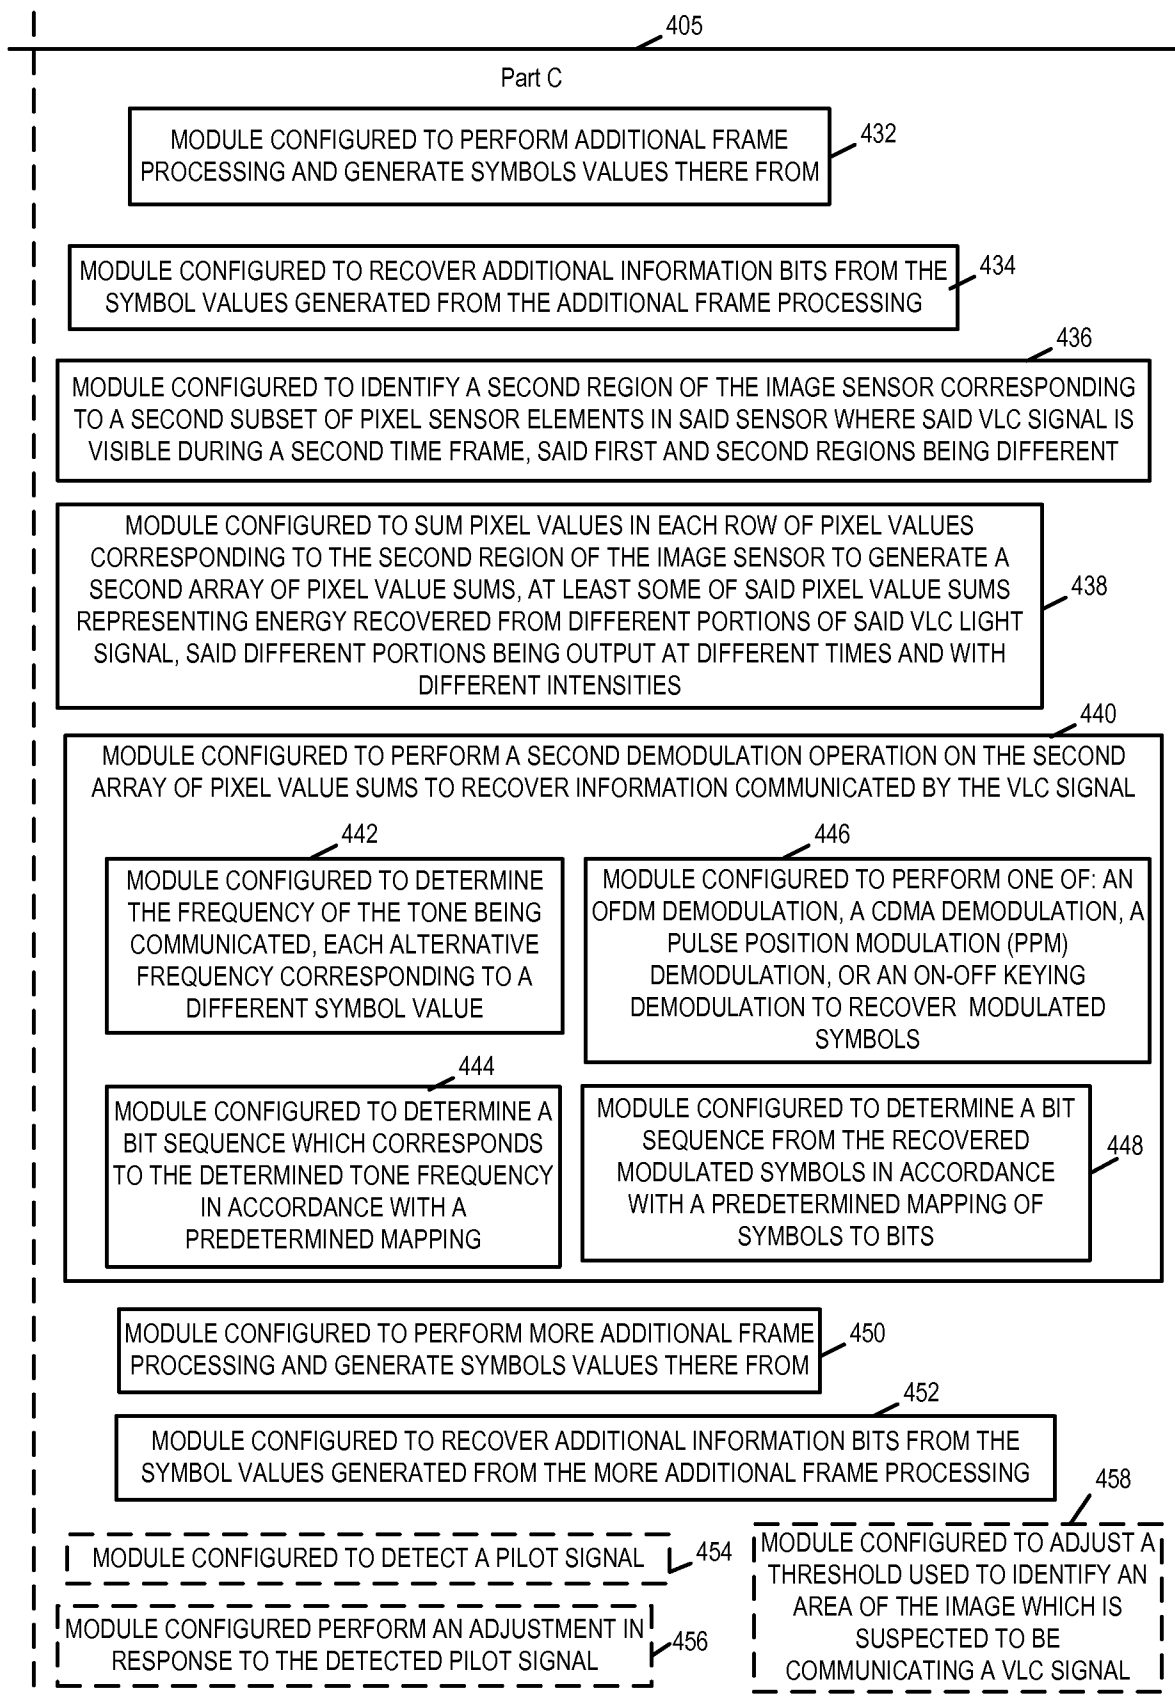 405
Part C
MODULE CONFIGURED TO PERFORM ADDITIONAL FRAME
PROCESSING AND GENERATE SYMBOLS VALUES THERE FROM
432
MODULE CONFIGURED TO RECOVER ADDITIONAL INFORMATION BITS FROM THE
SYMBOL VALUES GENERATED FROM THE ADDITIONAL FRAME PROCESSING
434
436
MODULE CONFIGURED TO IDENTIFY A SECOND REGION OF THE IMAGE SENSOR CORRESPONDING
TO A SECOND SUBSET OF PIXEL SENSOR ELEMENTS IN SAID SENSOR WHERE SAID VLC SIGNAL IS
VISIBLE DURING A SECOND TIME FRAME, SAID FIRST AND SECOND REGIONS BEING DIFFERENT
MODULE CONFIGURED TO SUM PIXEL VALUES IN EACH ROW OF PIXEL VALUES
CORRESPONDING TO THE SECOND REGION OF THE IMAGE SENSOR TO GENERATE A
SECOND ARRAY OF PIXEL VALUE SUMS, AT LEAST SOME OF SAID PIXEL VALUE SUMS
REPRESENTING ENERGY RECOVERED FROM DIFFERENT PORTIONS OF SAID VLC LIGHT
SIGNAL, SAID DIFFERENT PORTIONS BEING OUTPUT AT DIFFERENT TIMES AND WITH
DIFFERENT INTENSITIES
438
440
MODULE CONFIGURED TO PERFORM A SECOND DEMODULATION OPERATION ON THE SECOND
ARRAY OF PIXEL VALUE SUMS TO RECOVER INFORMATION COMMUNICATED BY THE VLC SIGNAL
442
MODULE CONFIGURED TO DETERMINE
THE FREQUENCY OF THE TONE BEING
COMMUNICATED, EACH ALTERNATIVE
FREQUENCY CORRESPONDING TO A
DIFFERENT SYMBOL VALUE
446
MODULE CONFIGURED TO PERFORM ONE OF: AN
OFDM DEMODULATION, A CDMA DEMODULATION, A
PULSE POSITION MODULATION (PPM)
DEMODULATION, OR AN ON-OFF KEYING
DEMODULATION TO RECOVER MODULATED
SYMBOLS
444
MODULE CONFIGURED TO DETERMINE A
BIT SEQUENCE WHICH CORRESPONDS
TO THE DETERMINED TONE FREQUENCY
IN ACCORDANCE WITH A
PREDETERMINED MAPPING
MODULE CONFIGURED TO DETERMINE A BIT
SEQUENCE FROM THE RECOVERED
MODULATED SYMBOLS IN ACCORDANCE
WITH A PREDETERMINED MAPPING OF
SYMBOLS TO BITS
448
MODULE CONFIGURED TO PERFORM MORE ADDITIONAL FRAME
PROCESSING AND GENERATE SYMBOLS VALUES THERE FROM
450
452
MODULE CONFIGURED TO RECOVER ADDITIONAL INFORMATION BITS FROM THE
SYMBOL VALUES GENERATED FROM THE MORE ADDITIONAL FRAME PROCESSING
MODULE CONFIGURED TO DETECT A PILOT SIGNAL
454
MODULE CONFIGURED PERFORM AN ADJUSTMENT IN
RESPONSE TO THE DETECTED PILOT SIGNAL
456
458
MODULE CONFIGURED TO ADJUST A
THRESHOLD USED TO IDENTIFY AN
AREA OF THE IMAGE WHICH IS
SUSPECTED TO BE
COMMUNICATING A VLC SIGNAL